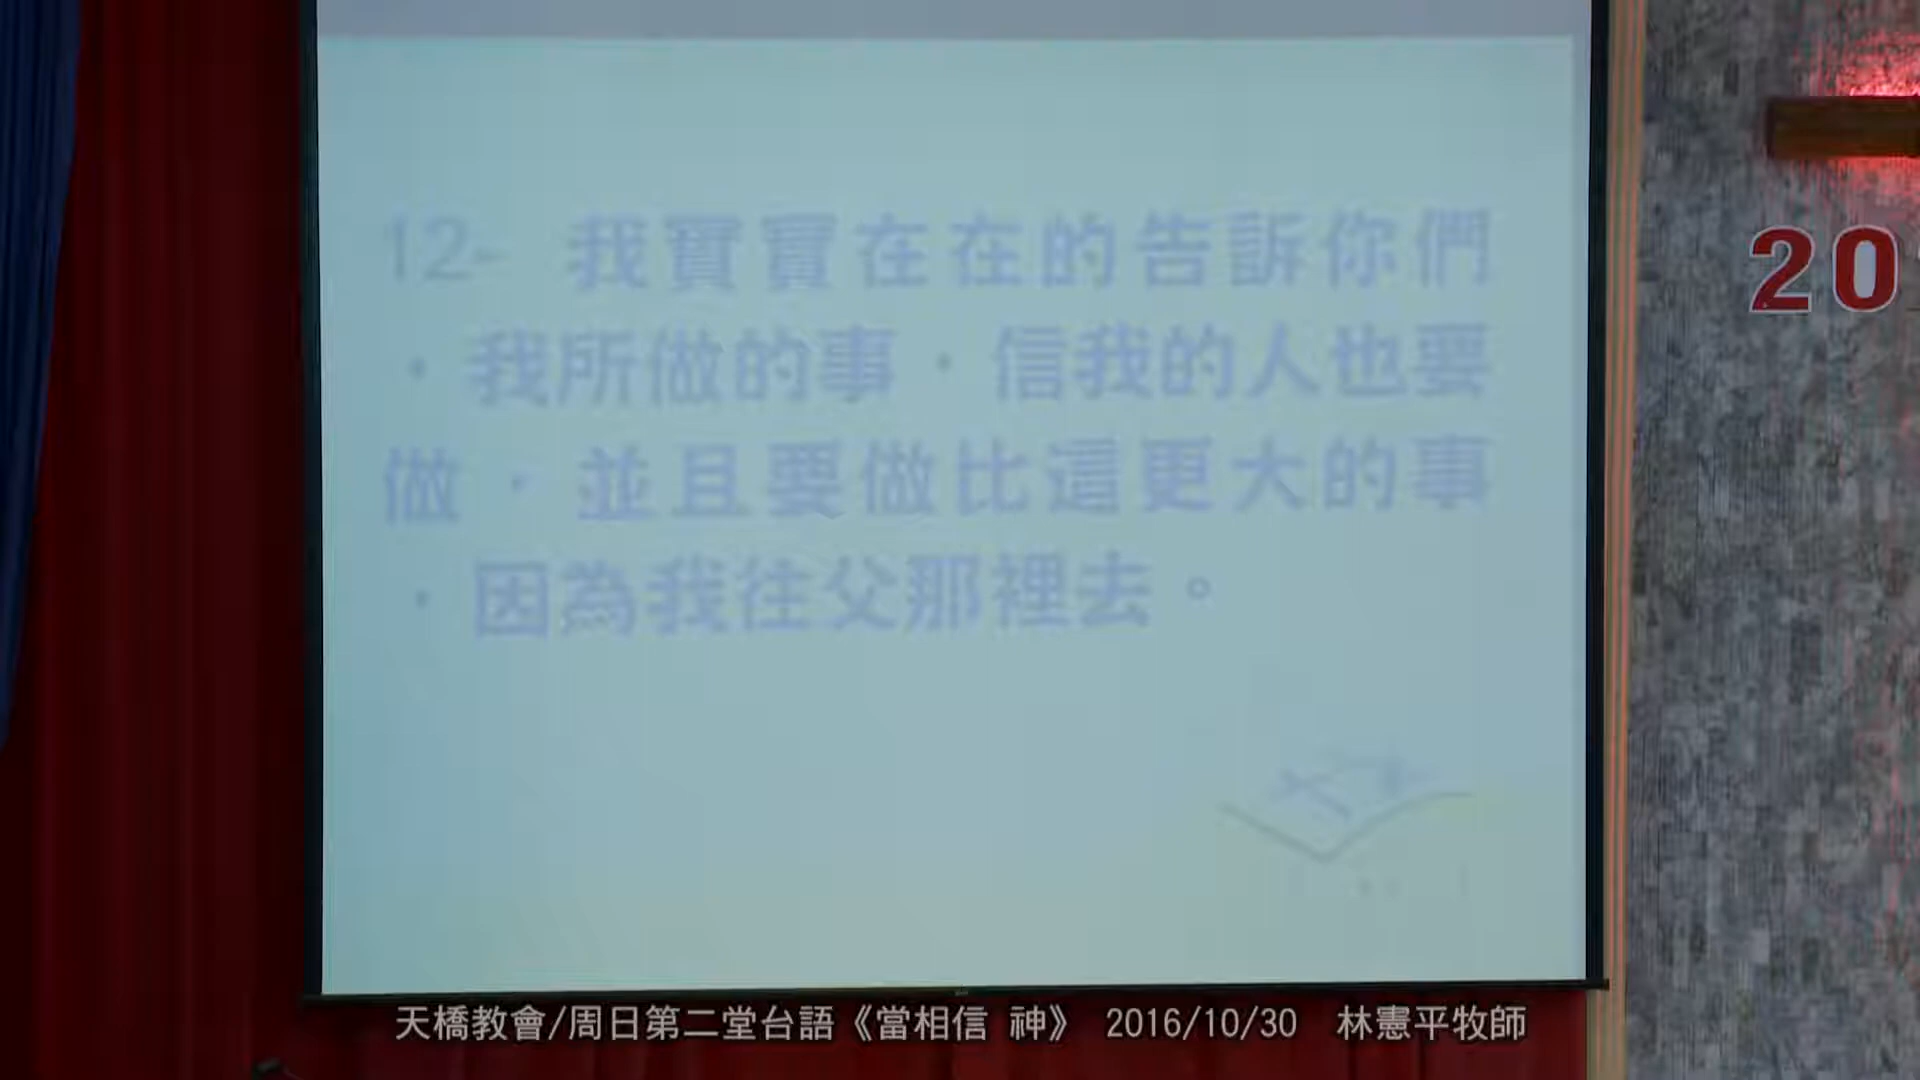 12- 我實實在在的告訴你們
，我所做的事，信我的人也要
做，並且要做比這更大的事
，因為我往父那裡去。
20
天橋教會/周日第二堂台語《當相信 神》 2016/10/30 林憲平牧師